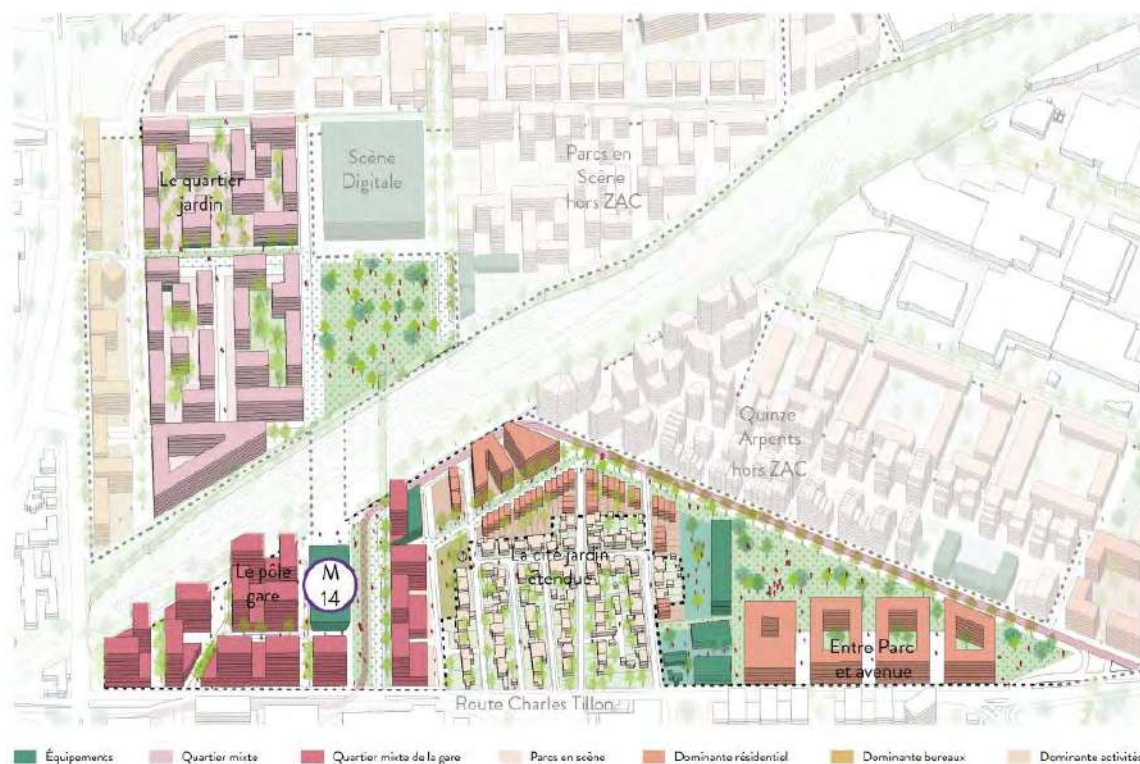 Le quartier
jardin
Scène
Digitale
Parcs en
Scène
hors ZAC
Quinze
Arpents
hors ZAC
Le pôle
gare
M
14
La cité jardin
étendue
Entre Parc
et avenue
Route Charles Tillon
Équipements
Quartier mixte
Quartier mixte de la gare
Parcs en scène
Dominante résidentiel
Dominante bureaux
Dominante activité